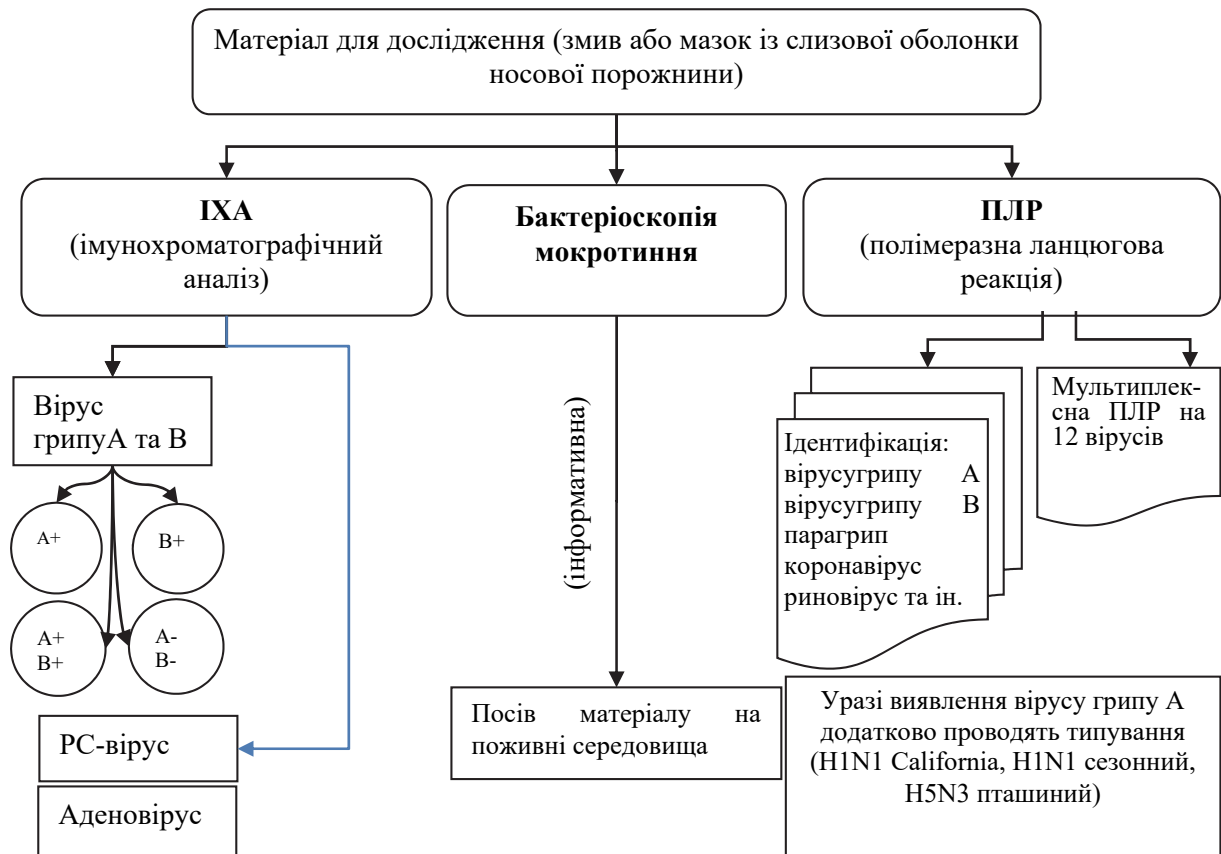 Матеріал для дослідження (змив або мазок із слизової оболонки
носової порожнини)
ІХА
(імунохроматографічний
аналіз)
Бактеріоскопія
мокротиння
ПЛР
(полімеразна ланцюгова
реакція)
Вірус
грипуА та В
А+
В+
А+
В+
А-
В-
РС-вірус
Аденовірус
(інформативна)
Посів матеріалу на
поживні середовища
Ідентифікація:
вірусугрипу А
вірусугрипу В
парагрип
коронавірус
риновірус та ін.
Мультиплек-
сна ПЛР на
12 вірусів
Уразі виявлення вірусу грипу А
додатково проводять типування
(H1N1 California, H1N1 сезонний,
H5N3 пташиний)